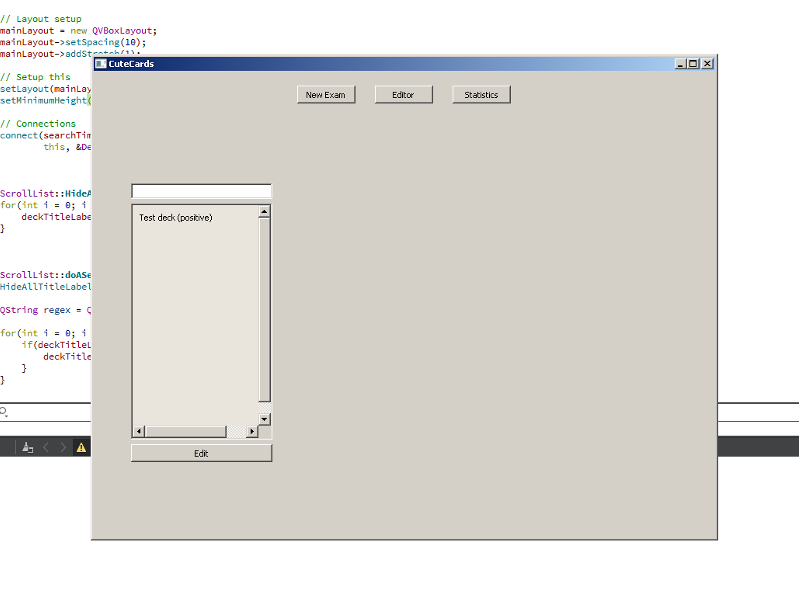 // Layout setup
mainLayout = new QVBoxLayout;
mainLayout->setSpacing(10);
mainLayout->addStretch(1);
// Setup this
setLayout(mainLay
setMinimumHeight(
// Connections
connect(searchTim
this, &De
ScrollList::HideA
for(int i = 0; i
deckTitleLabe
}
ScrollList::doASe
HideAllTitleLabel
QString regex = Q
for(int i = 0; i
if(deckTitleL
deckTitle
}
}
CuteCards
New Exam
Editor
Statistics
Test deck (positive)
Edit